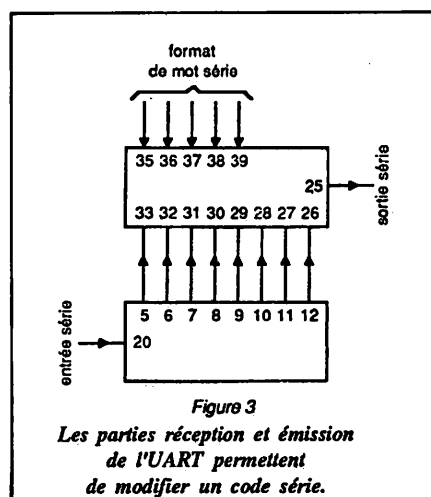 format
de mot série
35 36 37 38 39
25
sortie série
33 32 31 30 29 28 27 26
5 6 7 8 9 10 11 12
entrée série
20
Figure 3
Les parties réception et émission
de l'UART permettent
de modifier un code série.